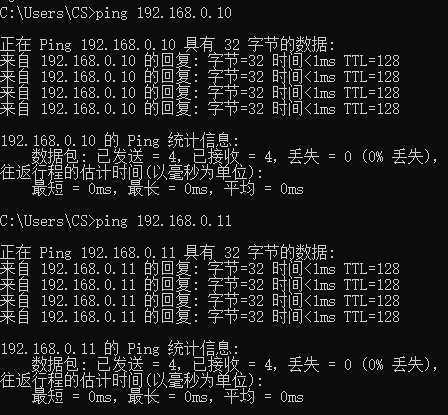 C:\Users\CS>ping 192.168.0.10
正在 Ping 192.168.0.10 具有 32 字节的数据:
来自 192.168.0.10 的回复: 字节=32 时间<1ms TTL=128
来自 192.168.0.10 的回复: 字节=32 时间<1ms TTL=128
来自 192.168.0.10 的回复: 字节=32 时间<1ms TTL=128
来自 192.168.0.10 的回复: 字节=32 时间<1ms TTL=128
192.168.0.10 的 Ping 统计信息:
数据包: 已发送 = 4, 已接收 = 4, 丢失 = 0 (0% 丢失),
往返行程的估计时间(以毫秒为单位):
最短 = 0ms, 最长 = 0ms, 平均 = 0ms
C:\Users\CS>ping 192.168.0.11
正在 Ping 192.168.0.11 具有 32 字节的数据:
来自 192.168.0.11 的回复: 字节=32 时间<1ms TTL=128
来自 192.168.0.11 的回复: 字节=32 时间<1ms TTL=128
来自 192.168.0.11 的回复: 字节=32 时间<1ms TTL=128
来自 192.168.0.11 的回复: 字节=32 时间<1ms TTL=128
192.168.0.11 的 Ping 统计信息:
数据包: 已发送 = 4, 已接收 = 4, 丢失 = 0 (0% 丢失),
往返行程的估计时间(以毫秒为单位):
最短 = 0ms, 最长 = 0ms, 平均 = 0ms